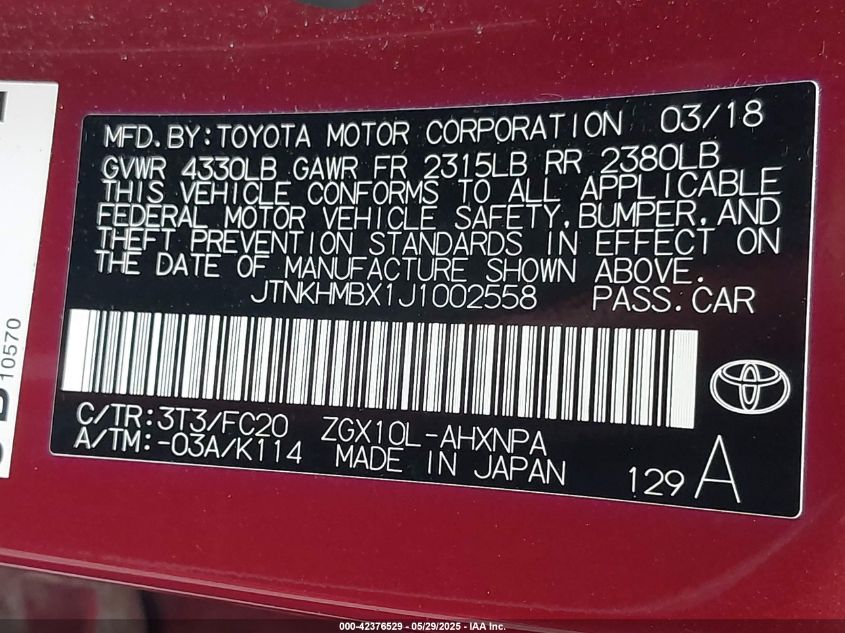 MFD.BY:TOYOTA MOTOR CORPORATION 03/18
GVWR 4330LB GAWR FR 2315LB RR 2380LB
THIS VEHICLE CONFORMS TO ALL APPLICABLE
FEDERAL MOTOR VEHICLE SAFETY,BUMPER,AND
THEFT PREVENTION STANDARDS IN EFFECT ON
THE DATE OF MANUFACTURE SHOWN ABOVE.
JTNKHMBX1J1002558 PASS.CAR
C/TR:3T3/FC20 ZGX10L-AHXNPA
A/TM:-03A/K114 MADE IN JAPAN
129 A
10570
000-42376529 - 05/29/2025 - IAA Inc.